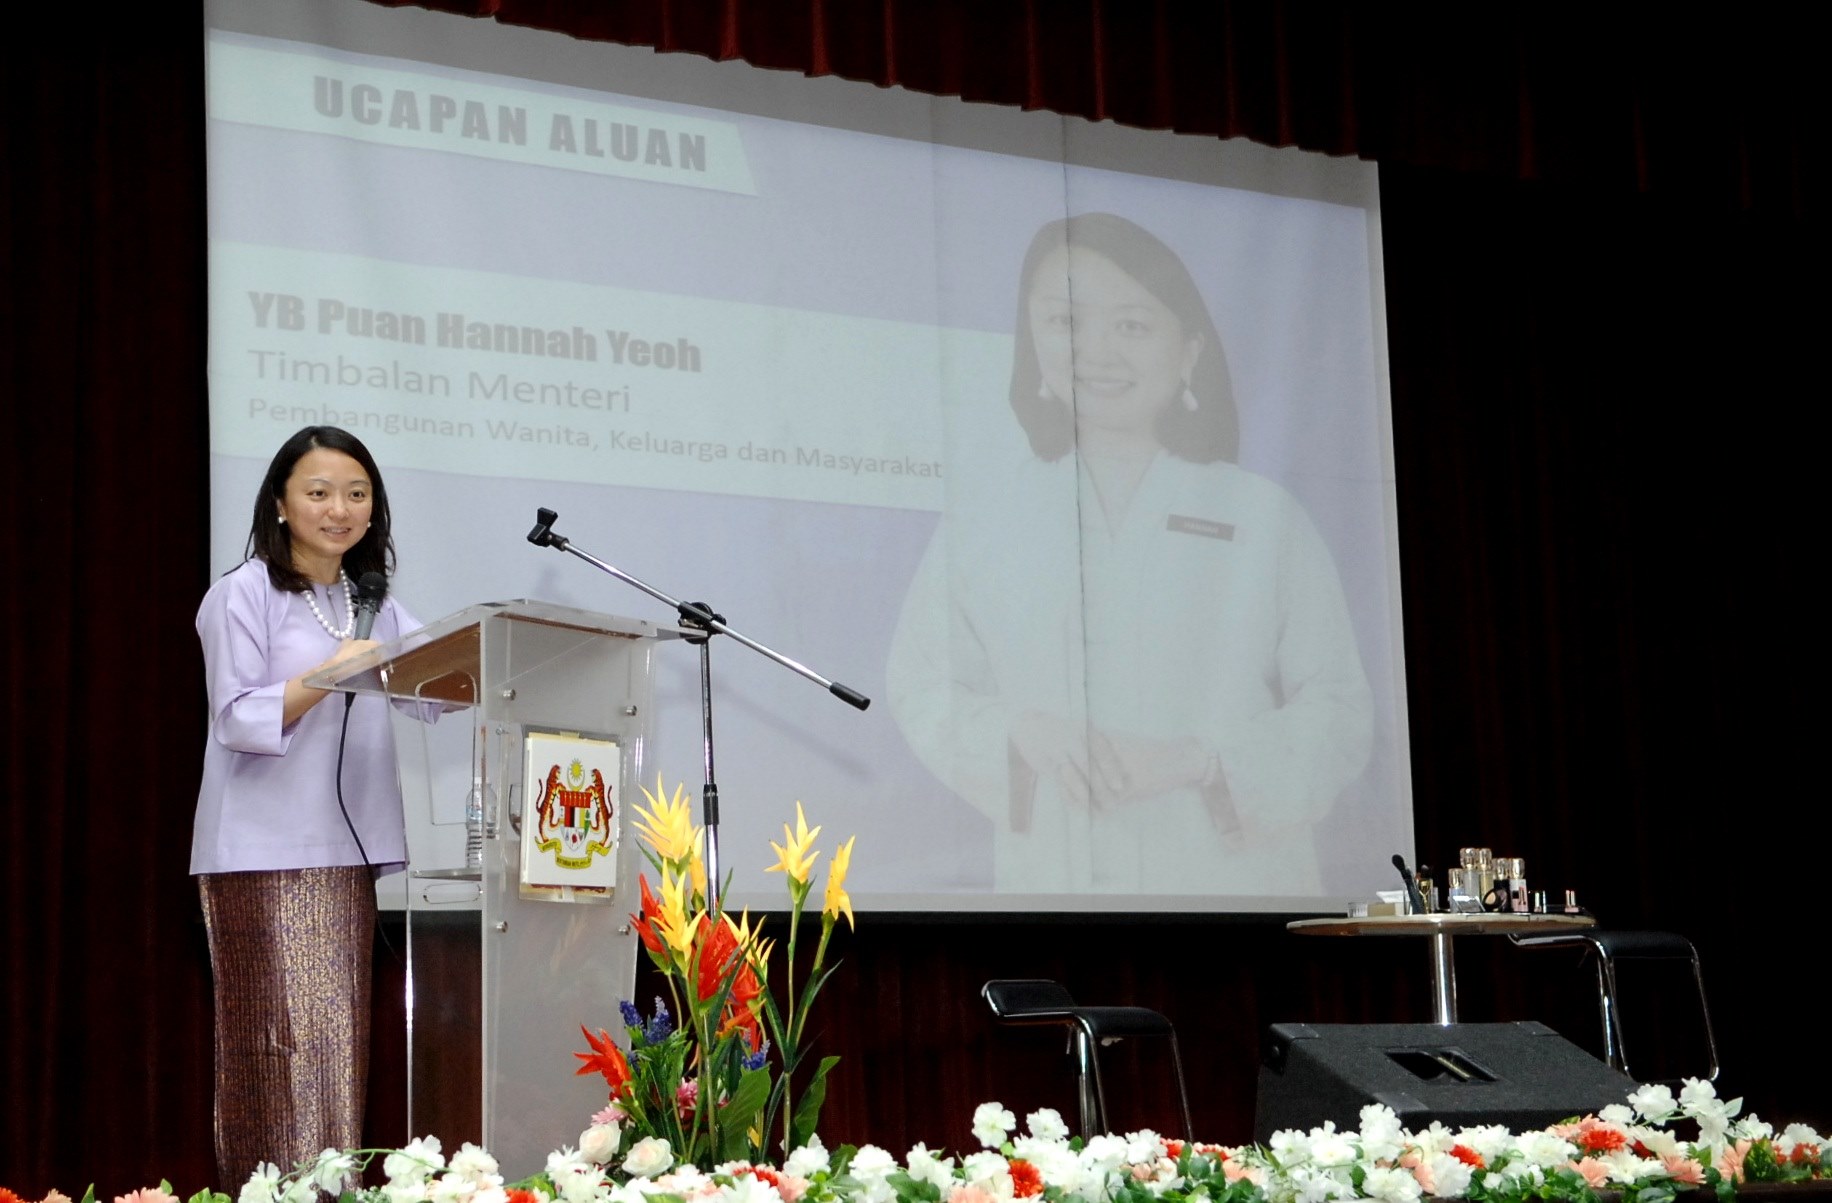 UCAPAN ALUAN
YB Puan Hannah Yeoh
Timbalan Menteri
Pembangunan Wanita, Keluarga dan Masyarakat